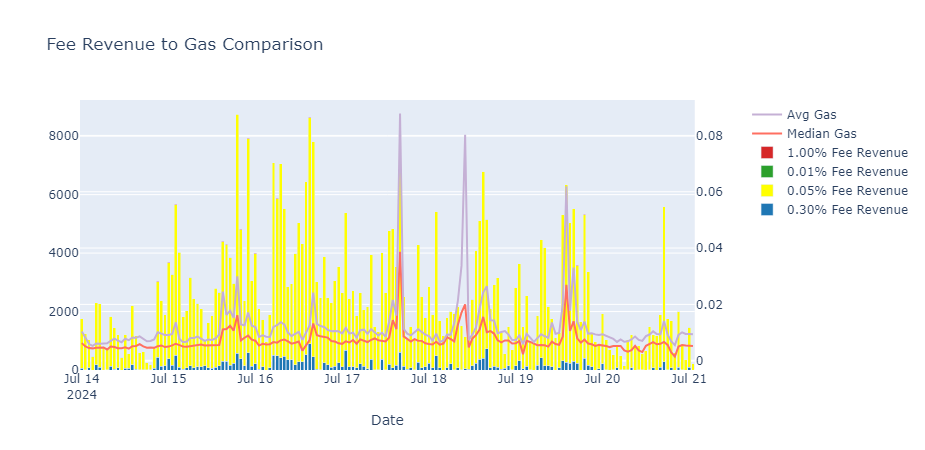 Fee Revenue to Gas Comparison
8000
6000
4000
2000
0
0.08
0.06
0.04
0.02
0
Jul 14
2024
Jul 15
Jul 16
Jul 17
Jul 18
Jul 19
Jul 20
Jul 21
Date
Avg Gas
Median Gas
1.00% Fee Revenue
0.01% Fee Revenue
0.05% Fee Revenue
0.30% Fee Revenue